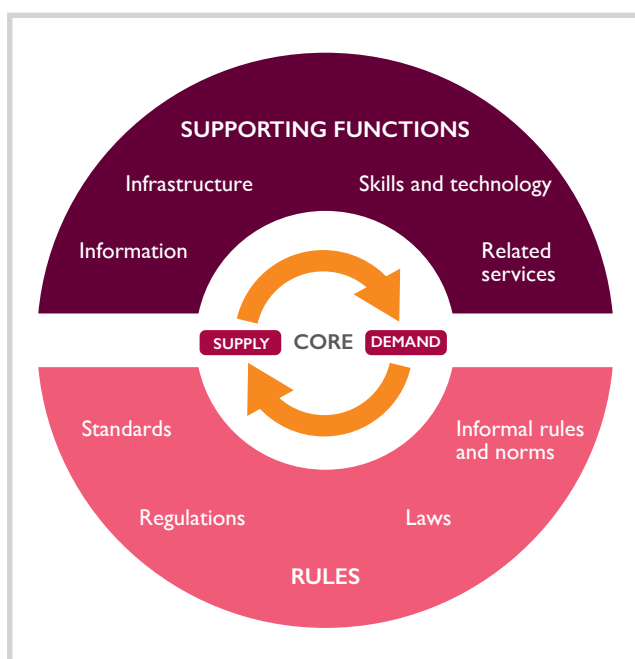 SUPPORTING FUNCTIONS
Infrastructure
Skills and technology
Information
Related
services
SUPPLY
CORE
DEMAND
Standards
Informal rules
and norms
Regulations
Laws
RULES